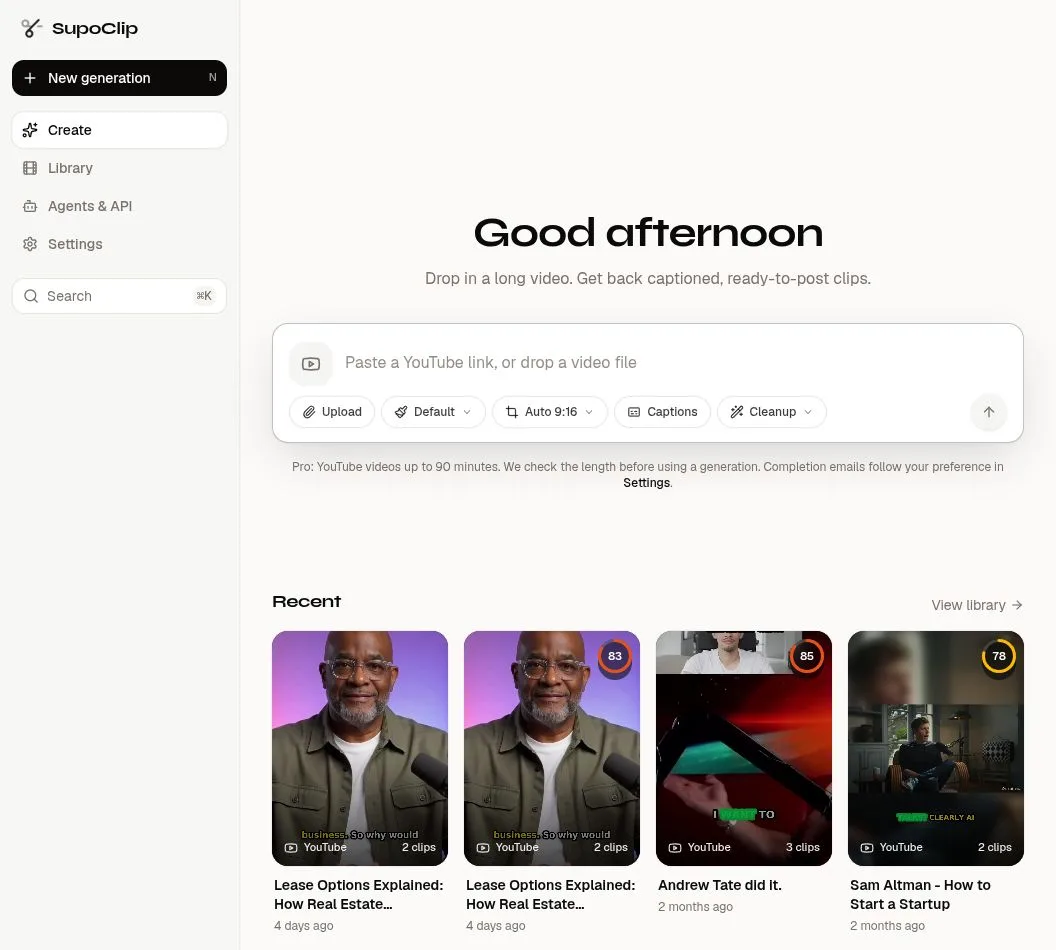 SupoClip
New generation N
Create
Library
Agents & API
Settings
Search ⌘K
Good afternoon
Drop in a long video. Get back captioned, ready-to-post clips.
Paste a YouTube link, or drop a video file
Upload Default Auto 9:16 Captions Cleanup
Pro: YouTube videos up to 90 minutes. We check the length before using a generation. Completion emails follow your preference in
Settings.
Recent
View library →
business. So why would
YouTube 2 clips
Lease Options Explained:
How Real Estate...
4 days ago
83
business. So why would
YouTube 2 clips
Lease Options Explained:
How Real Estate...
4 days ago
85
I WANT TO
YouTube 3 clips
Andrew Tate did it.
2 months ago
78
CLEARLY AI
YouTube 2 clips
Sam Altman - How to
Start a Startup
2 months ago